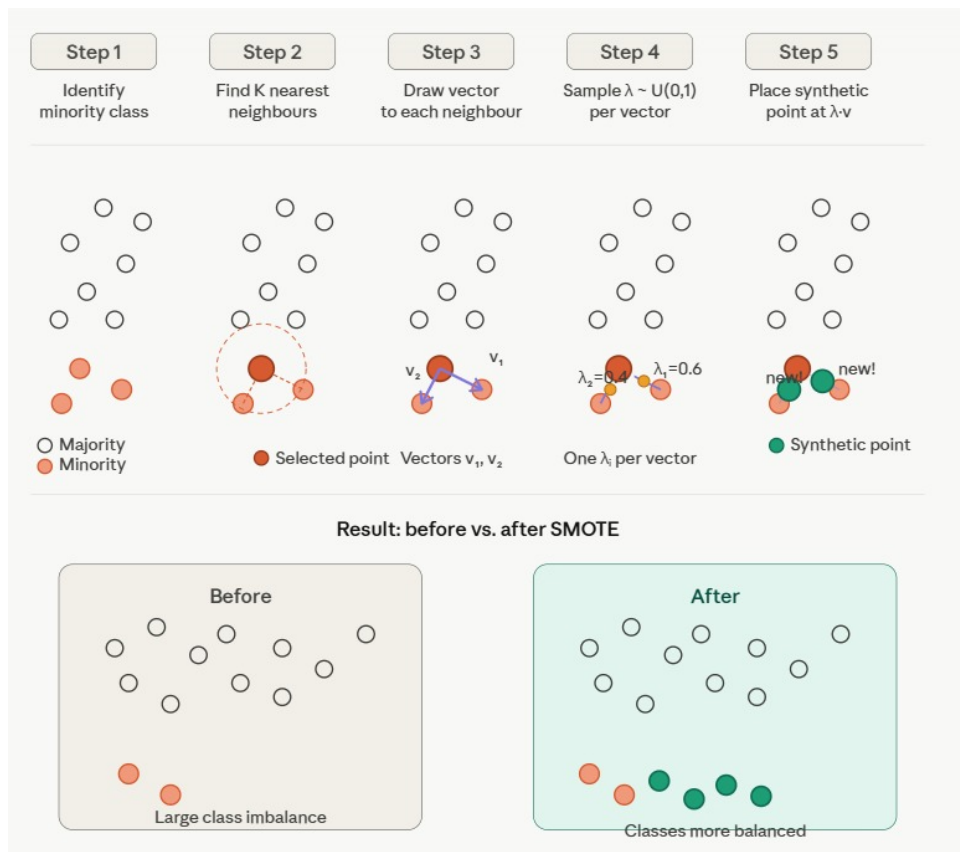 Step 1
Identify
minority class
Step 2
Find K nearest
neighbours
Step 3
Draw vector
to each neighbour
Step 4
Sample λ ~ U(0,1)
per vector
Step 5
Place synthetic
point at λ·v
v₂
v₁
λ₂=0.4
λ₁=0.6
new!
new!
Majority
Minority
Selected point
Vectors v₁, v₂
One λᵢ per vector
Synthetic point
Result: before vs. after SMOTE
Before
Large class imbalance
After
Classes more balanced